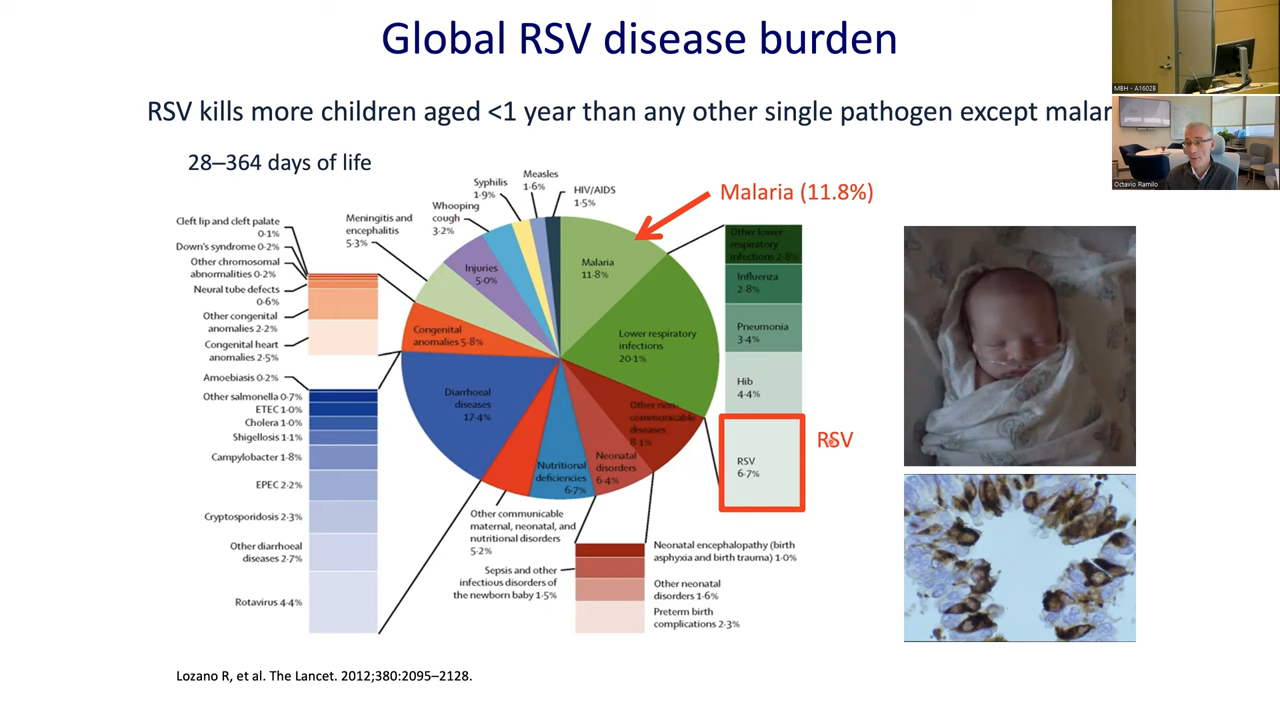 Global RSV disease burden
RSV kills more children aged <1 year than any other single pathogen except
28–364 days of life
Malaria (11.8%)
Measles
1·6%
Syphilis
1·9%
HIV/AIDS
1·5%
Whooping
cough
3·2%
Meningitis and
encephalitis
5·3%
Injuries
5·0%
Malaria
11·8%
Lower respiratory
infections
20·1%
Congenital
anomalies 5·8%
Diarrhoeal
diseases
17·4%
Nutritional
deficiencies
6·7%
Neonatal
disorders
6·4%
Other non-
communicable
diseases
8·1%
Other communicable
maternal, neonatal, and
nutritional disorders
5·2%
Cleft lip and cleft palate
0·1%
Down's syndrome 0·2%
Other chromosomal
abnormalities 0·2%
Neural tube defects
0·6%
Other congenital
anomalies 2·2%
Congenital heart
anomalies 2·5%
Amoebiasis 0·2%
Other salmonella 0·7%
ETEC 1·0%
Cholera 1·0%
Shigellosis 1·1%
Campylobacter 1·8%
EPEC 2·2%
Cryptosporidosis 2·3%
Other diarrhoeal
diseases 2·7%
Rotavirus 4·4%
Other lower
respiratory
infections 2·8%
Influenza
2·8%
Pneumonia
3·4%
Hib
4·4%
RSV
6·7%
RSV
Neonatal encephalopathy (birth
asphyxia and birth trauma) 1·0%
Sepsis and other
infectious disorders of
the newborn baby 1·5%
Other neonatal
disorders 1·6%
Preterm birth
complications 2·3%
Lozano R, et al. The Lancet. 2012;380:2095–2128.
MBH - A1602B
Octavio Ramilo